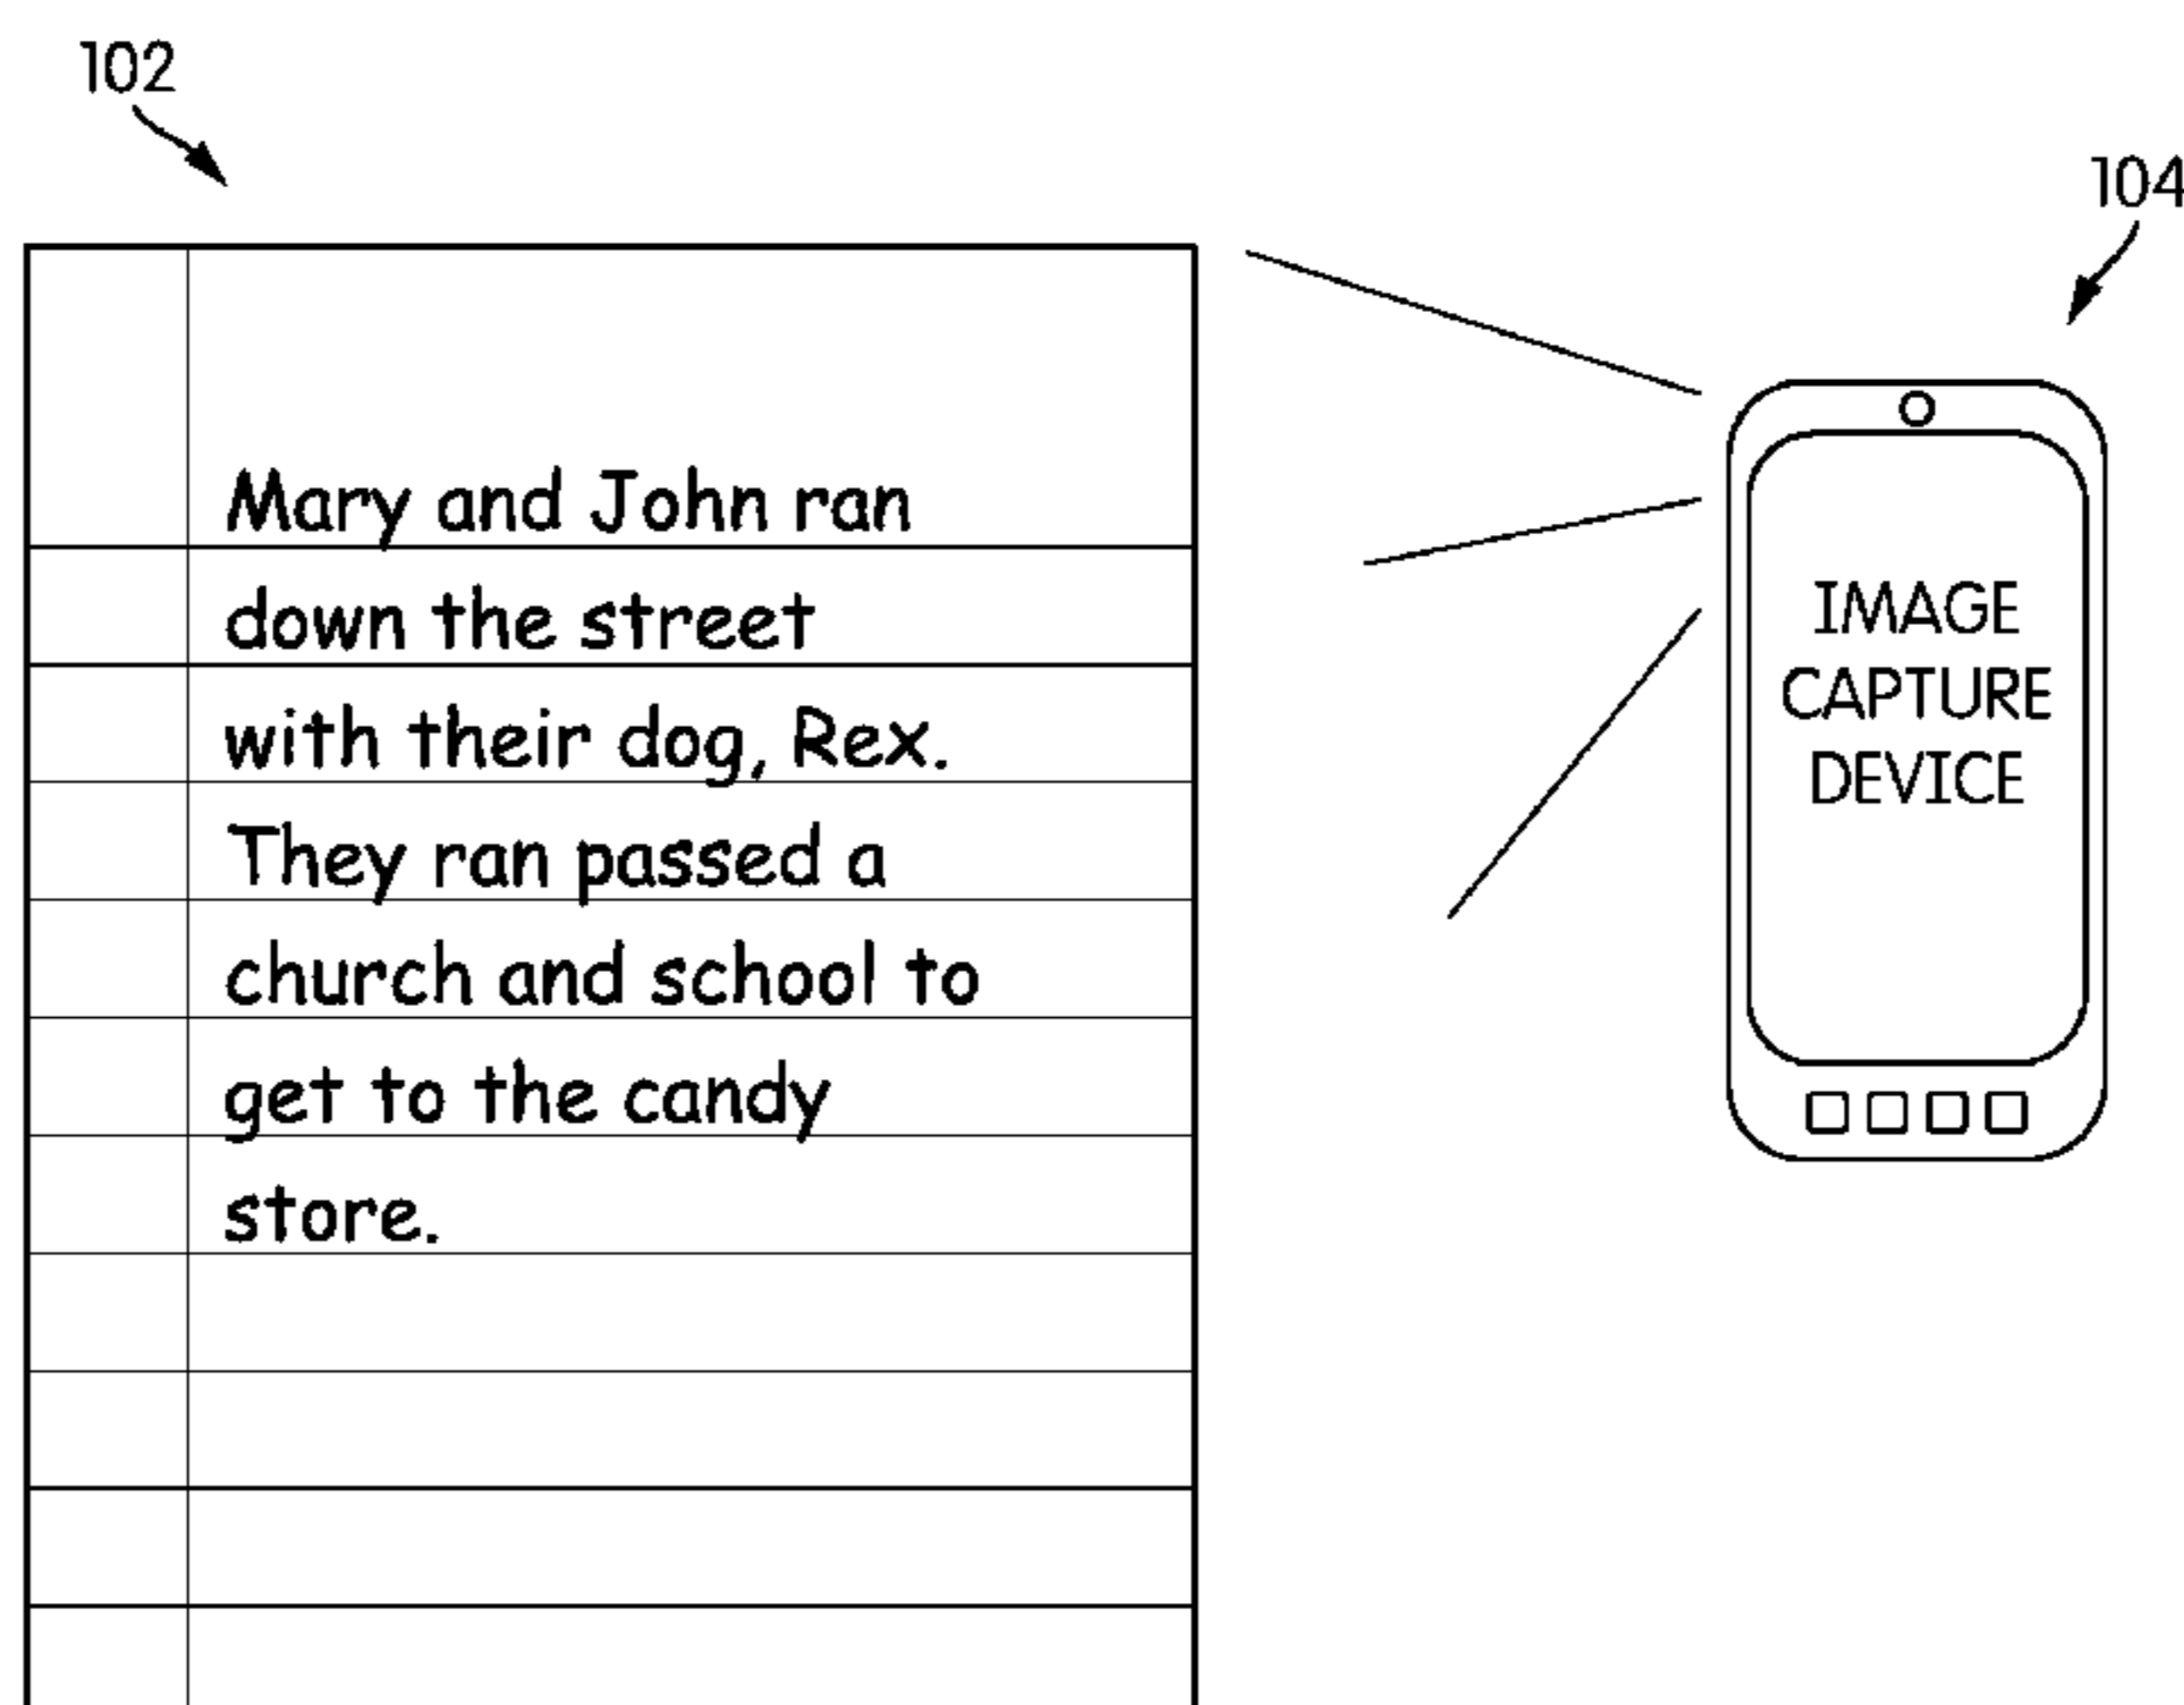 102
104
Mary and John ran
down the street
with their dog, Rex.
They ran passed a
church and school to
get to the candy
store.
IMAGE
CAPTURE
DEVICE